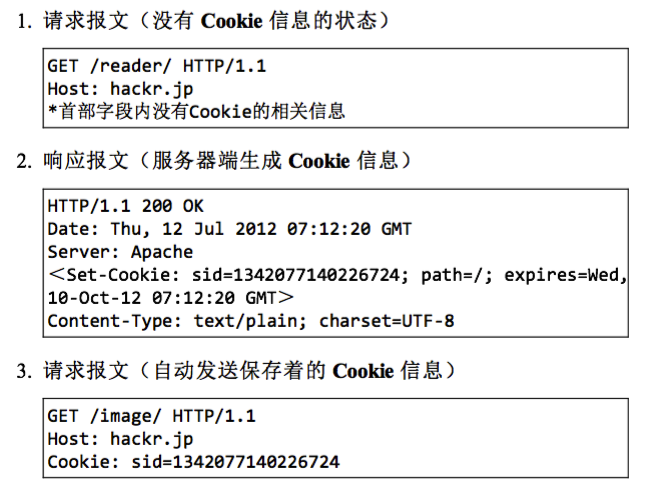 1. 请求报文（没有 Cookie 信息的状态）
GET /reader/ HTTP/1.1
Host: hackr.jp
*首部字段内没有Cookie的相关信息
2. 响应报文（服务器端生成 Cookie 信息）
HTTP/1.1 200 OK
Date: Thu, 12 Jul 2012 07:12:20 GMT
Server: Apache
＜Set-Cookie: sid=1342077140226724; path=/; expires=Wed,
10-Oct-12 07:12:20 GMT＞
Content-Type: text/plain; charset=UTF-8
3. 请求报文（自动发送保存着的 Cookie 信息）
GET /image/ HTTP/1.1
Host: hackr.jp
Cookie: sid=1342077140226724